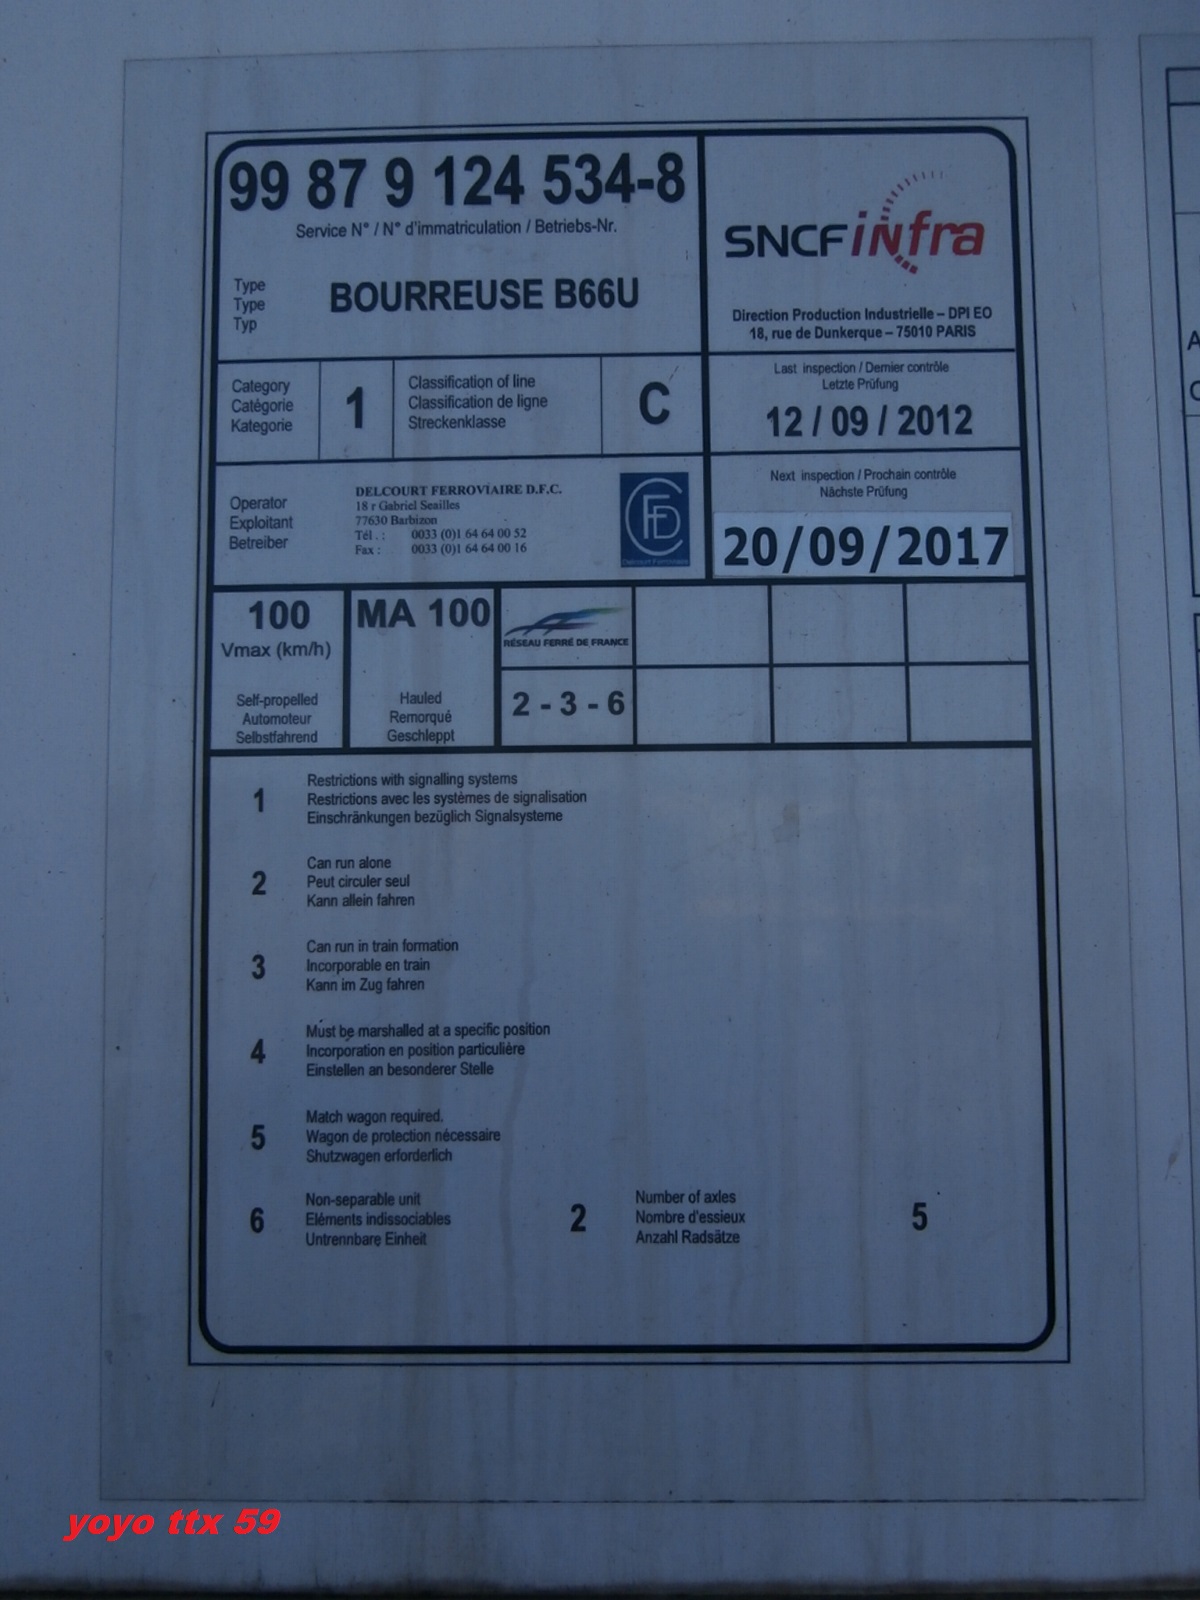 99 87 9 124 534-8
Service N° / N° d'immatriculation / Betriebs-Nr.
Type
Type
Typ
BOURREUSE B66U
SNCF infra
Direction Production Industrielle – DPI EO
18, rue de Dunkerque – 75010 PARIS
Category
Catégorie
Kategorie
1
Classification of line
Classification de ligne
Streckenklasse
C
Last inspection / Dernier contrôle
Letzte Prüfung
12 / 09 / 2012
Operator
Exploitant
Betreiber
DELCOURT FERROVIAIRE D.F.C.
18 r Gabriel Seailles
77630 Barbizon
Tél. : 0033 (0)1 64 64 00 52
Fax : 0033 (0)1 64 64 00 16
Delcourt Ferroviaire
Next inspection / Prochain contrôle
Nächste Prüfung
20/09/2017
100
Vmax (km/h)
Self-propelled
Automoteur
Selbstfahrend
MA 100
Hauled
Remorqué
Geschleppt
RÉSEAU FERRÉ DE FRANCE
2 - 3 - 6
1
Restrictions with signalling systems
Restrictions avec les systèmes de signalisation
Einschränkungen bezüglich Signalsysteme
2
Can run alone
Peut circuler seul
Kann allein fahren
3
Can run in train formation
Incorporable en train
Kann im Zug fahren
4
Must be marshalled at a specific position
Incorporation en position particulière
Einstellen an besonderer Stelle
5
Match wagon required.
Wagon de protection nécessaire
Shutzwagen erforderlich
6
Non-separable unit
Eléments indissociables
Untrennbare Einheit
2
Number of axles
Nombre d'essieux
Anzahl Radsätze
5
yoyo ttx 59